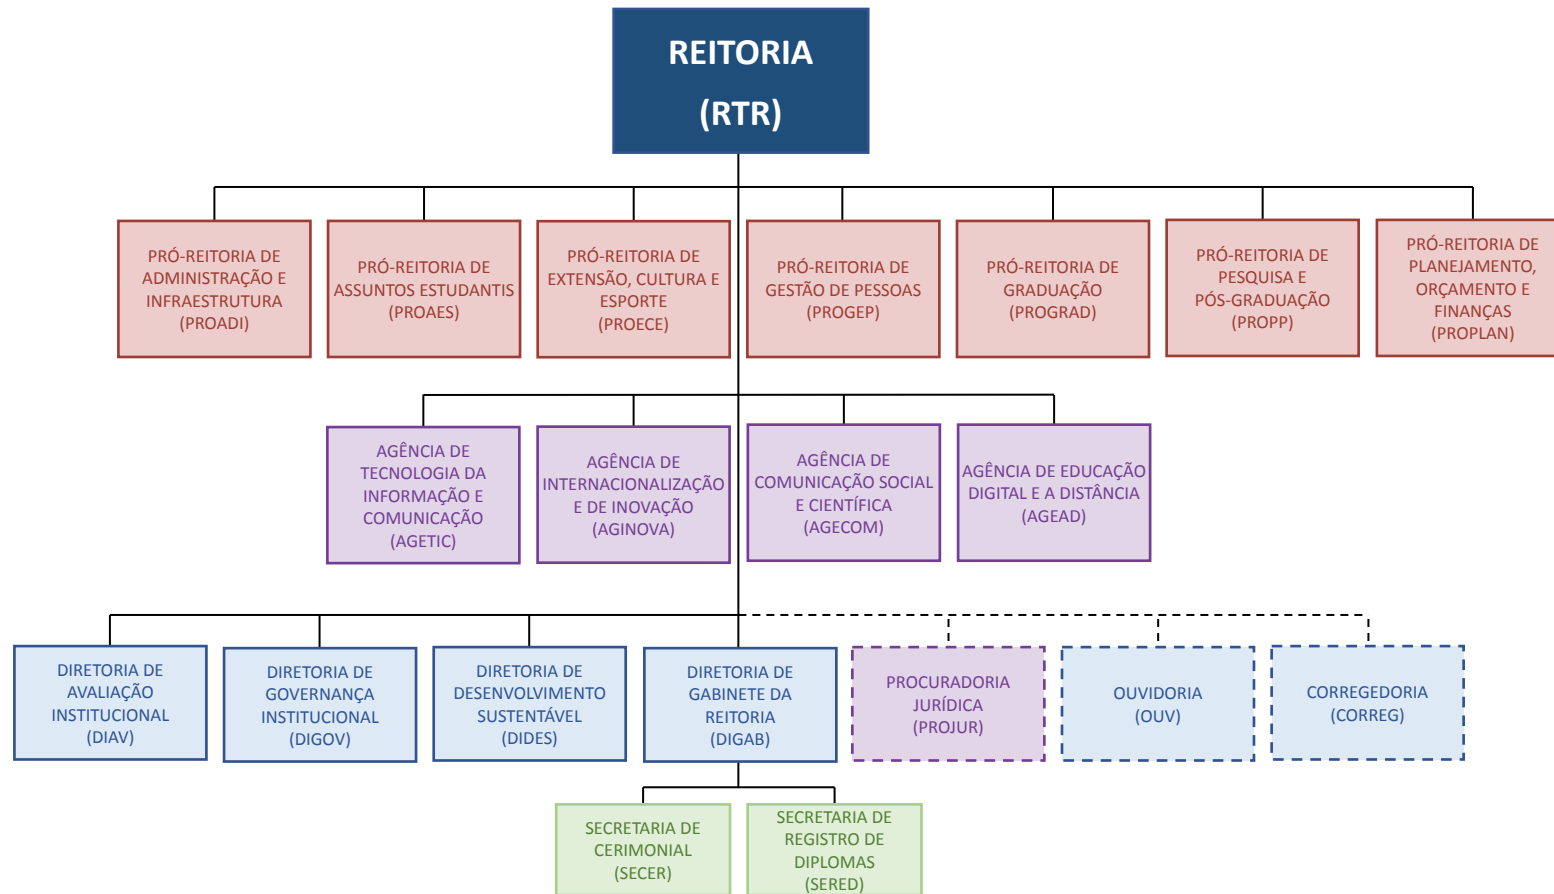 REITORIA
(RTR)
PRÓ-REITORIA DE
ADMINISTRAÇÃO E
INFRAESTRUTURA
(PROADI)
PRÓ-REITORIA DE
ASSUNTOS ESTUDANTIS
(PROAES)
PRÓ-REITORIA DE
EXTENSÃO, CULTURA E
ESPORTE
(PROECE)
PRÓ-REITORIA DE
GESTÃO DE PESSOAS
(PROGEP)
PRÓ-REITORIA DE
GRADUAÇÃO
(PROGRAD)
PRÓ-REITORIA DE
PESQUISA E
PÓS-GRADUAÇÃO
(PROPP)
PRÓ-REITORIA DE
PLANEJAMENTO,
ORÇAMENTO E
FINANÇAS
(PROPLAN)
AGÊNCIA DE
TECNOLOGIA DA
INFORMAÇÃO E
COMUNICAÇÃO
(AGETIC)
AGÊNCIA DE
INTERNACIONALIZAÇÃO
E DE INOVAÇÃO
(AGINOVA)
AGÊNCIA DE
COMUNICAÇÃO SOCIAL
E CIENTÍFICA
(AGECOM)
AGÊNCIA DE EDUCAÇÃO
DIGITAL E A DISTÂNCIA
(AGEAD)
DIRETORIA DE
AVALIAÇÃO
INSTITUCIONAL
(DIAV)
DIRETORIA DE
GOVERNANÇA
INSTITUCIONAL
(DIGOV)
DIRETORIA DE
DESENVOLVIMENTO
SUSTENTÁVEL
(DIDES)
DIRETORIA DE
GABINETE DA
REITORIA
(DIGAB)
PROCURADORIA
JURÍDICA
(PROJUR)
OUVIDORIA
(OUV)
CORREGEDORIA
(CORREG)
SECRETARIA DE
CERIMONIAL
(SECER)
SECRETARIA DE
REGISTRO DE
DIPLOMAS
(SERED)